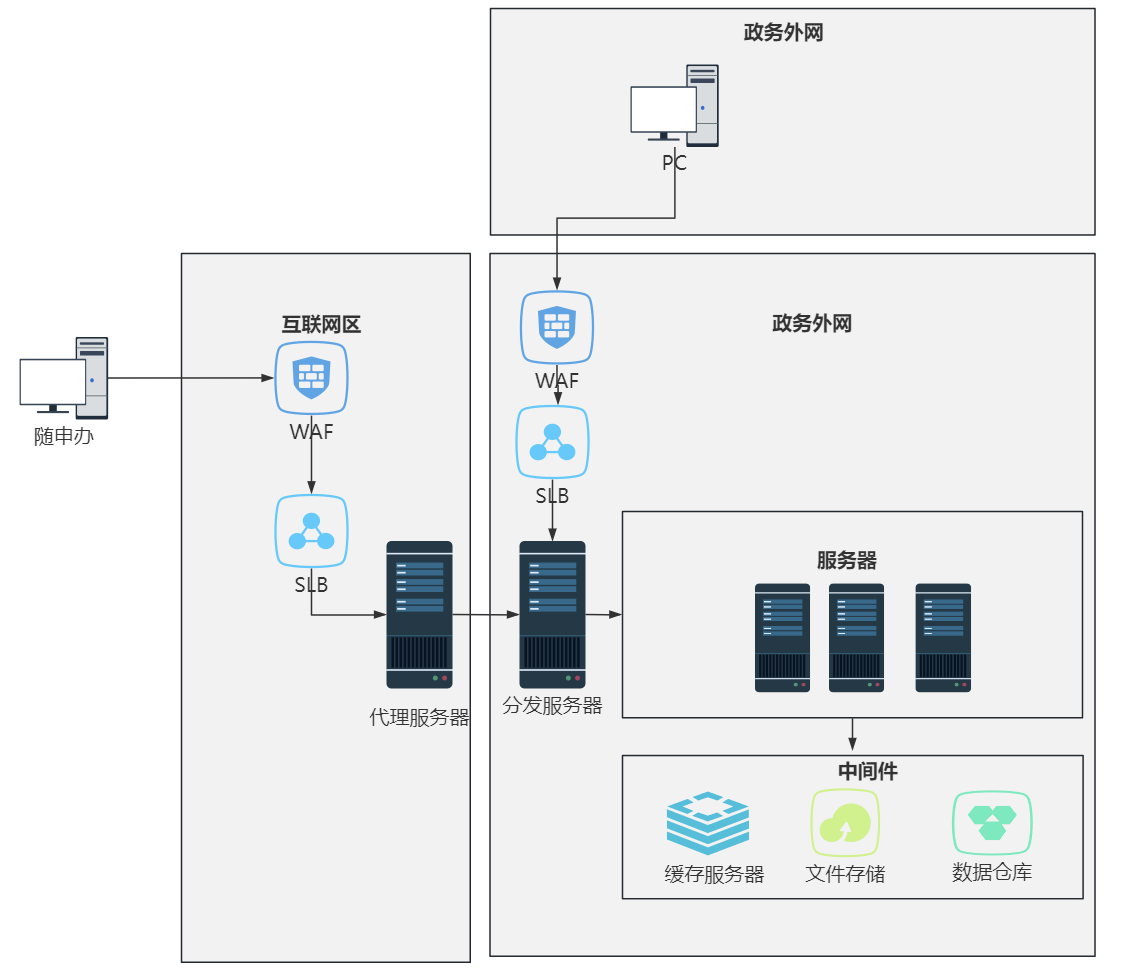 政务外网
PC
互联网区
政务外网
随申办
WAF
WAF
SLB
SLB
服务器
代理服务器
分发服务器
中间件
缓存服务器
文件存储
数据仓库